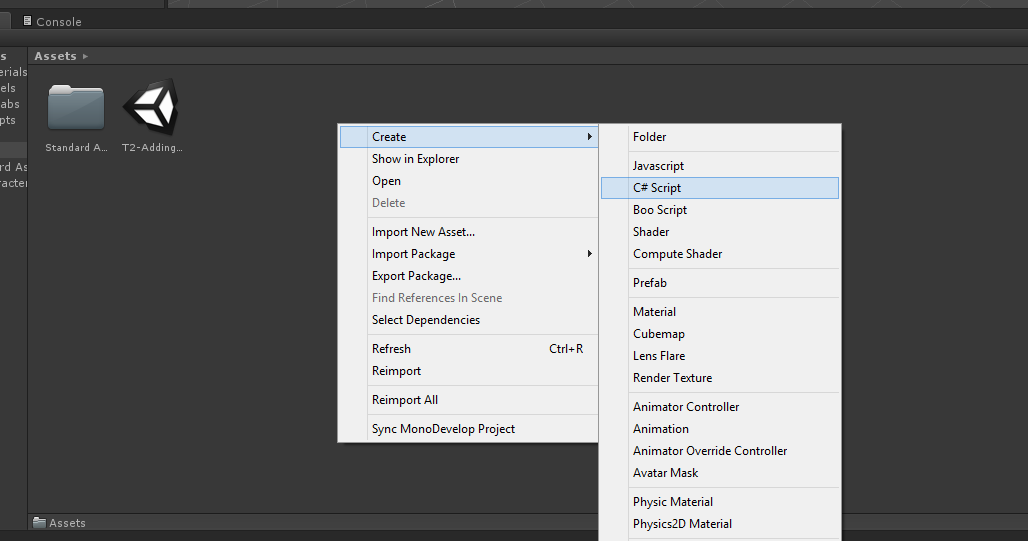 Console
s
Assets
erials
els
abs
pts
rd As
racter
Standard A...
T2-Adding...
Create
Show in Explorer
Open
Delete
Import New Asset...
Import Package
Export Package...
Find References In Scene
Select Dependencies
Refresh Ctrl+R
Reimport
Reimport All
Sync MonoDevelop Project
Folder
Javascript
C# Script
Boo Script
Shader
Compute Shader
Prefab
Material
Cubemap
Lens Flare
Render Texture
Animator Controller
Animation
Animator Override Controller
Avatar Mask
Physic Material
Physics2D Material
Assets